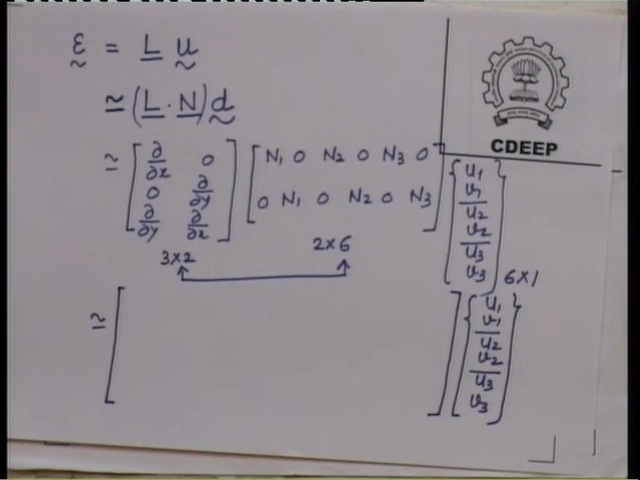 ε = L u
≃ (L · N) d
≃ [∂/∂x 0; 0 ∂/∂y; ∂/∂y ∂/∂x] [N1 0 N2 0 N3 0; 0 N1 0 N2 0 N3] {u1 v1 u2 v2 u3 v3}
3×2 2×6 6×1
≃ [ ] {u1 v1 u2 v2 u3 v3}
CDEEP